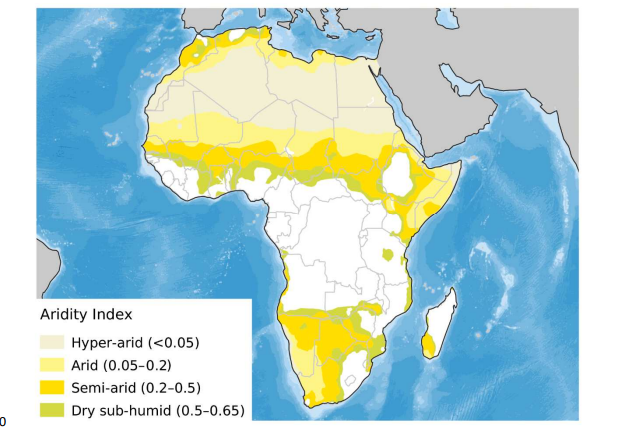 Aridity Index
Hyper-arid (<0.05)
Arid (0.05–0.2)
Semi-arid (0.2–0.5)
Dry sub-humid (0.5–0.65)
0